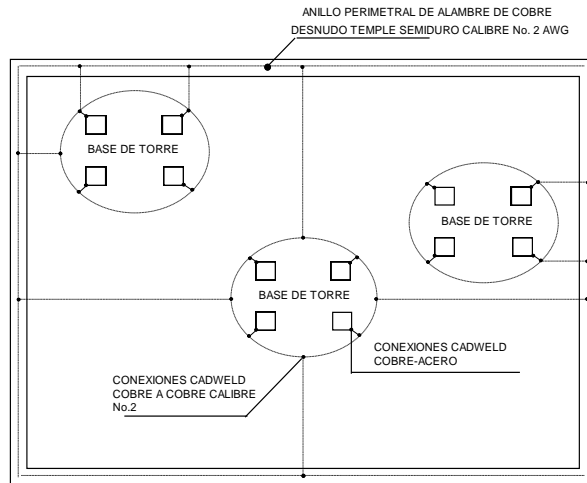 ANILLO PERIMETRAL DE ALAMBRE DE COBRE
DESNUDO TEMPLE SEMIDURO CALIBRE No. 2 AWG
BASE DE TORRE
BASE DE TORRE
BASE DE TORRE
CONEXIONES CADWELD
COBRE-ACERO
CONEXIONES CADWELD
COBRE A COBRE CALIBRE
No.2